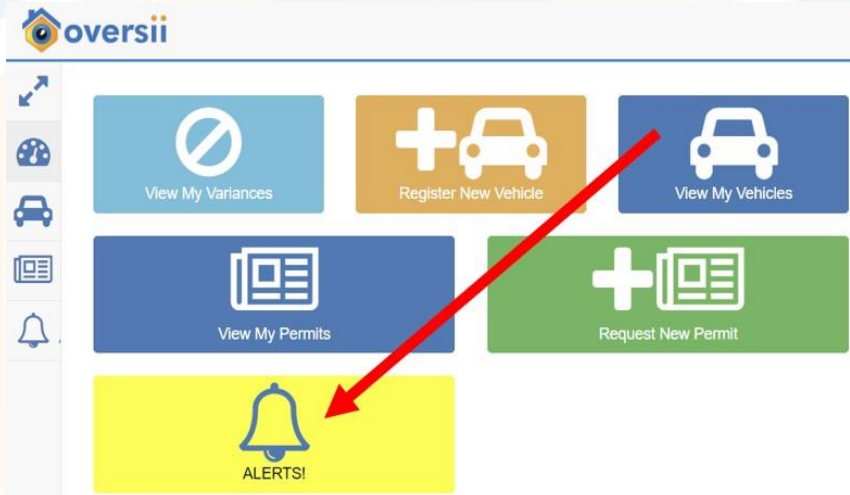 oversii
View My Variances
Register New Vehicle
View My Vehicles
View My Permits
Request New Permit
ALERTS!